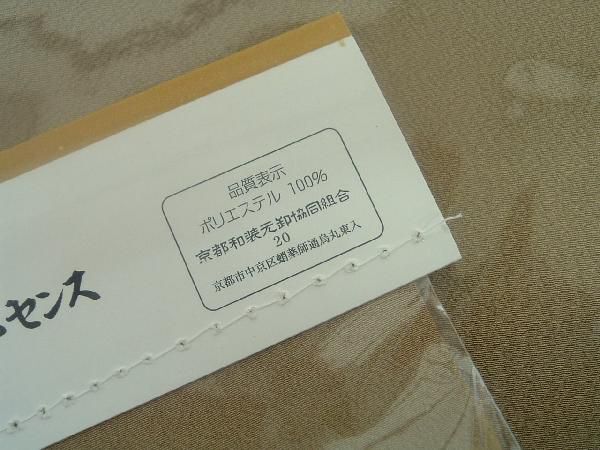 品質表示
ポリエステル 100%
京都和装元卸協同組合
20
京都市中京区蛸薬師通烏丸東入
センス